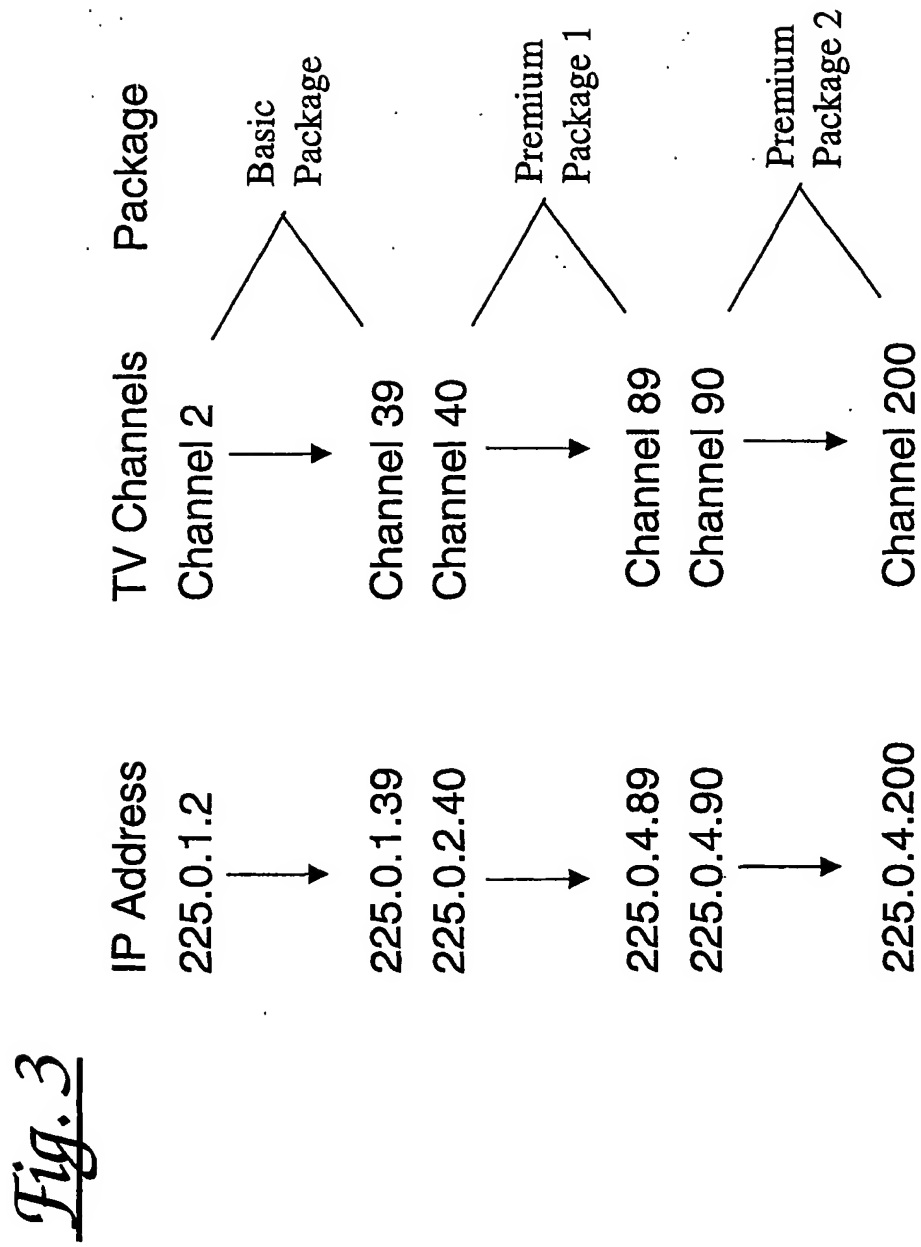 Fig. 3
IP Address TV Channels Package
225.0.1.2 Channel 2
Basic
Package
225.0.1.39 Channel 39
225.0.2.40 Channel 40
Premium
Package 1
225.0.4.89 Channel 89
225.0.4.90 Channel 90
Premium
Package 2
225.0.4.200 Channel 200